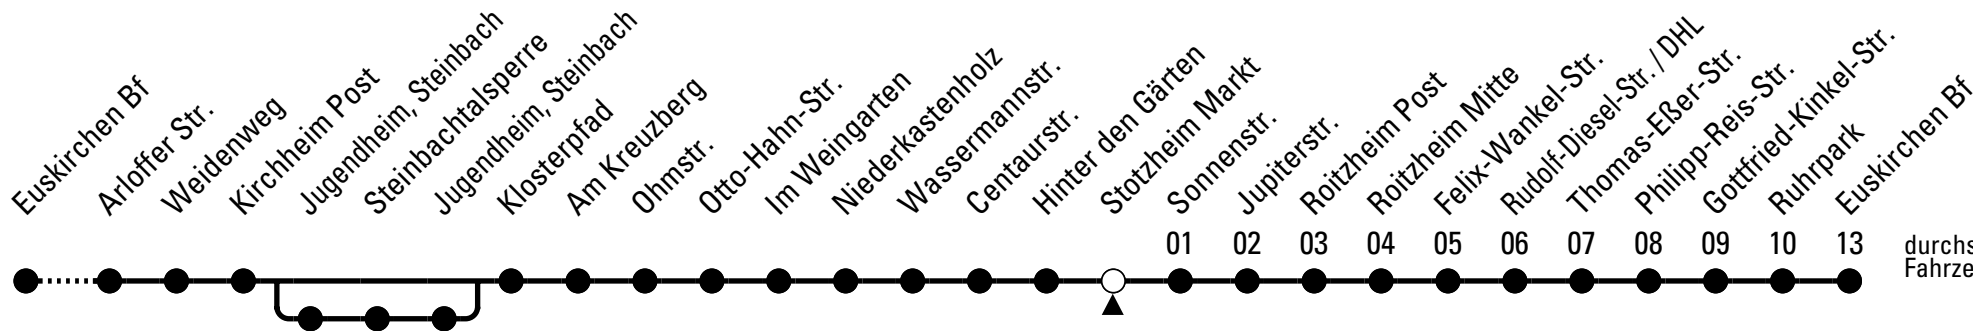 Euskirchen Bf
Arloffer Str.
Weidenweg
Kirchheim Post
Jugendheim, Steinbach
Steinbachtalsperre
Jugendheim, Steinbach
Klosterpfad
Am Kreuzberg
Ohmstr.
Otto-Hahn-Str.
Im Weingarten
Niederkastenholz
Wassermannstr.
Centaurstr.
Hinter den Gärten
Stotzheim Markt
Sonnenstr.
Jupiterstr.
Roitzheim Post
Roitzheim Mitte
Felix-Wankel-Str.
Rudolf-Diesel-Str. / DHL
Thomas-Eßer-Str.
Philipp-Reis-Str.
Gottfried-Kinkel-Str.
Ruhrpark
Euskirchen Bf
01 02 03 04 05 06 07 08 09 10 13
durchs
Fahrze